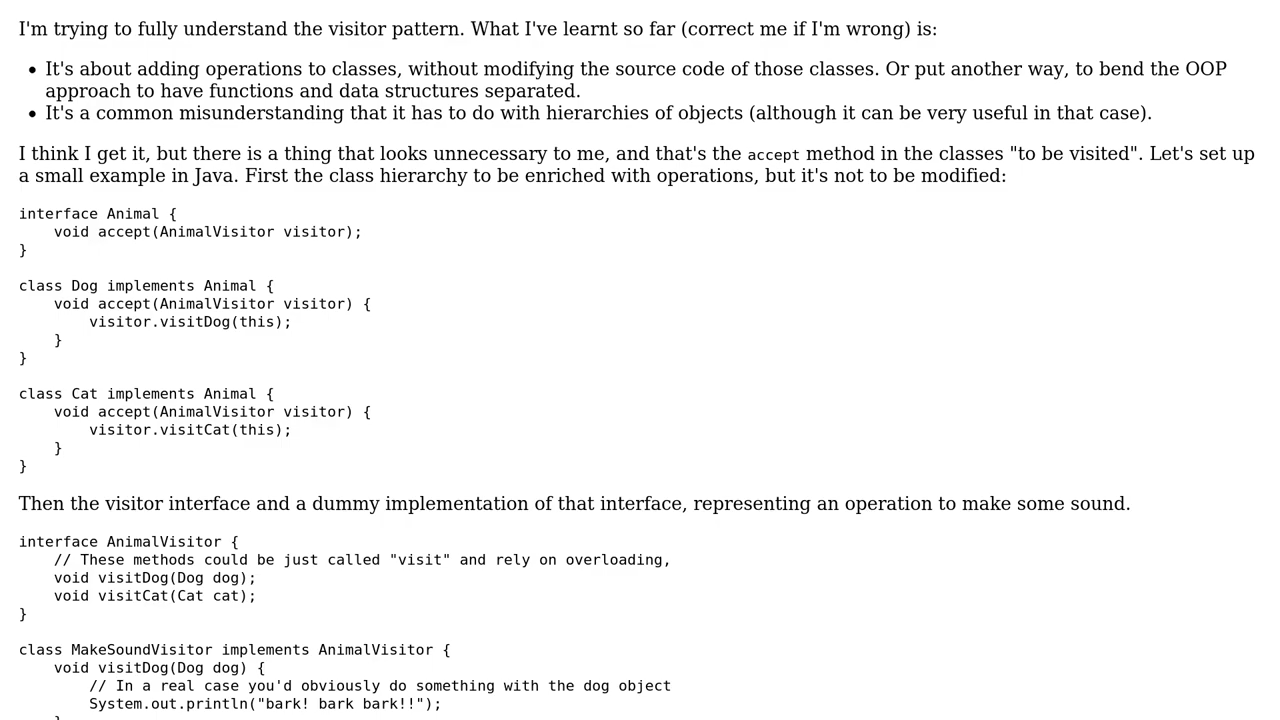 I'm trying to fully understand the visitor pattern. What I've learnt so far (correct me if I'm wrong) is:
• It's about adding operations to classes, without modifying the source code of those classes. Or put another way, to bend the OOP
approach to have functions and data structures separated.
• It's a common misunderstanding that it has to do with hierarchies of objects (although it can be very useful in that case).
I think I get it, but there is a thing that looks unnecessary to me, and that's the accept method in the classes "to be visited". Let's set up
a small example in Java. First the class hierarchy to be enriched with operations, but it's not to be modified:
interface Animal {
    void accept(AnimalVisitor visitor);
}
class Dog implements Animal {
    void accept(AnimalVisitor visitor) {
        visitor.visitDog(this);
    }
}
class Cat implements Animal {
    void accept(AnimalVisitor visitor) {
        visitor.visitCat(this);
    }
}
Then the visitor interface and a dummy implementation of that interface, representing an operation to make some sound.
interface AnimalVisitor {
    // These methods could be just called "visit" and rely on overloading,
    void visitDog(Dog dog);
    void visitCat(Cat cat);
}
class MakeSoundVisitor implements AnimalVisitor {
    void visitDog(Dog dog) {
        // In a real case you'd obviously do something with the dog object
        System.out.println("bark! bark bark!!");